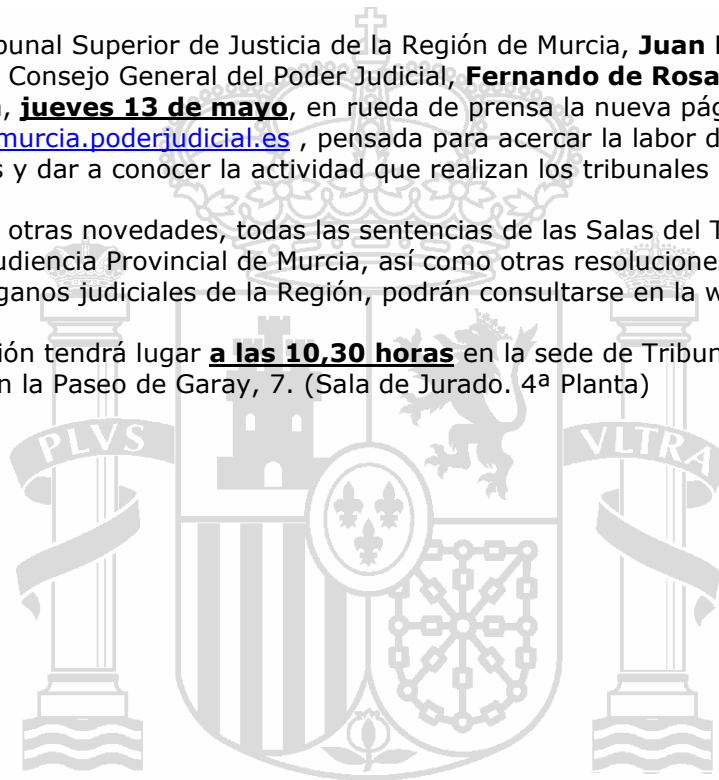 bunal Superior de Justicia de la Región de Murcia, Juan
Consejo General del Poder Judicial, Fernando de Rosa
, jueves 13 de mayo, en rueda de prensa la nueva pág
murcia.poderjudicial.es , pensada para acercar la labor d
s y dar a conocer la actividad que realizan los tribunales
otras novedades, todas las sentencias de las Salas del T
udiencia Provincial de Murcia, así como otras resolucione
ganos judiciales de la Región, podrán consultarse en la w
ión tendrá lugar a las 10,30 horas en la sede de Tribun
n la Paseo de Garay, 7. (Sala de Jurado. 4ª Planta)
PLVS
VLTRA